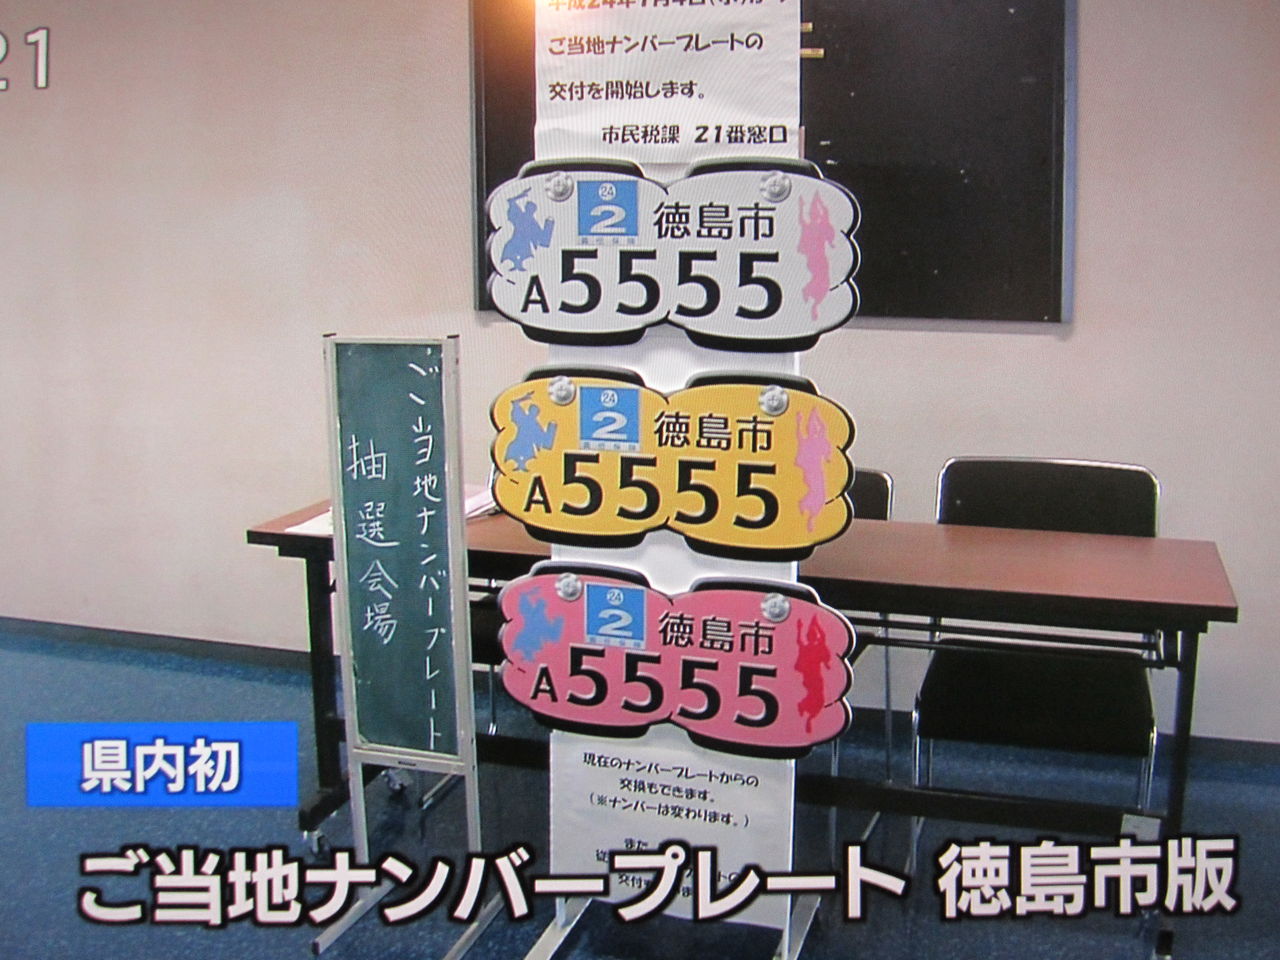 21
ご当地ナンバープレートの
交付を開始します。
市民税課 21番窓口
24
2
徳島市
A5555
24
2
徳島市
A5555
24
2
徳島市
A5555
ご当地ナンバープレート
抽選会場
現在のナンバープレートからの
交換もできます。
(※ナンバーは変わります。)
また
県内初
ご当地ナンバープレート 徳島市版